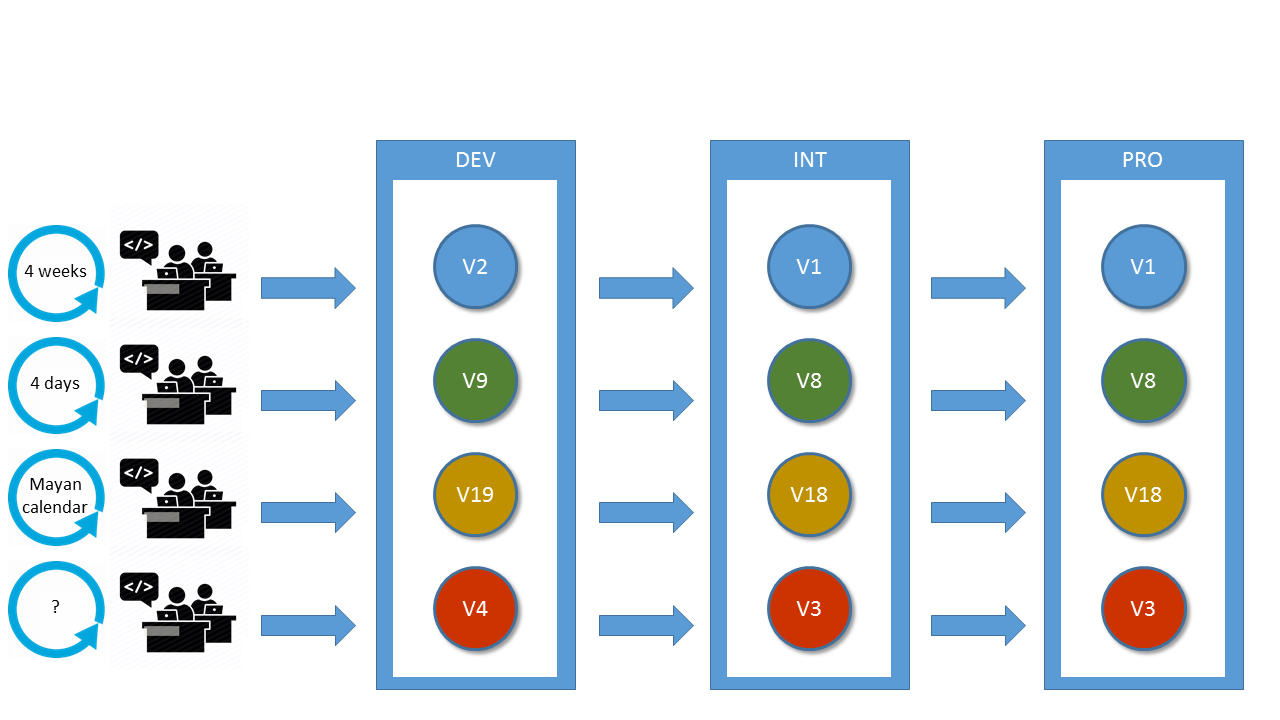 DEV
INT
PRO
4 weeks
</>
V2
V1
V1
4 days
</>
V9
V8
V8
Mayan
calendar
</>
V19
V18
V18
?
</>
V4
V3
V3